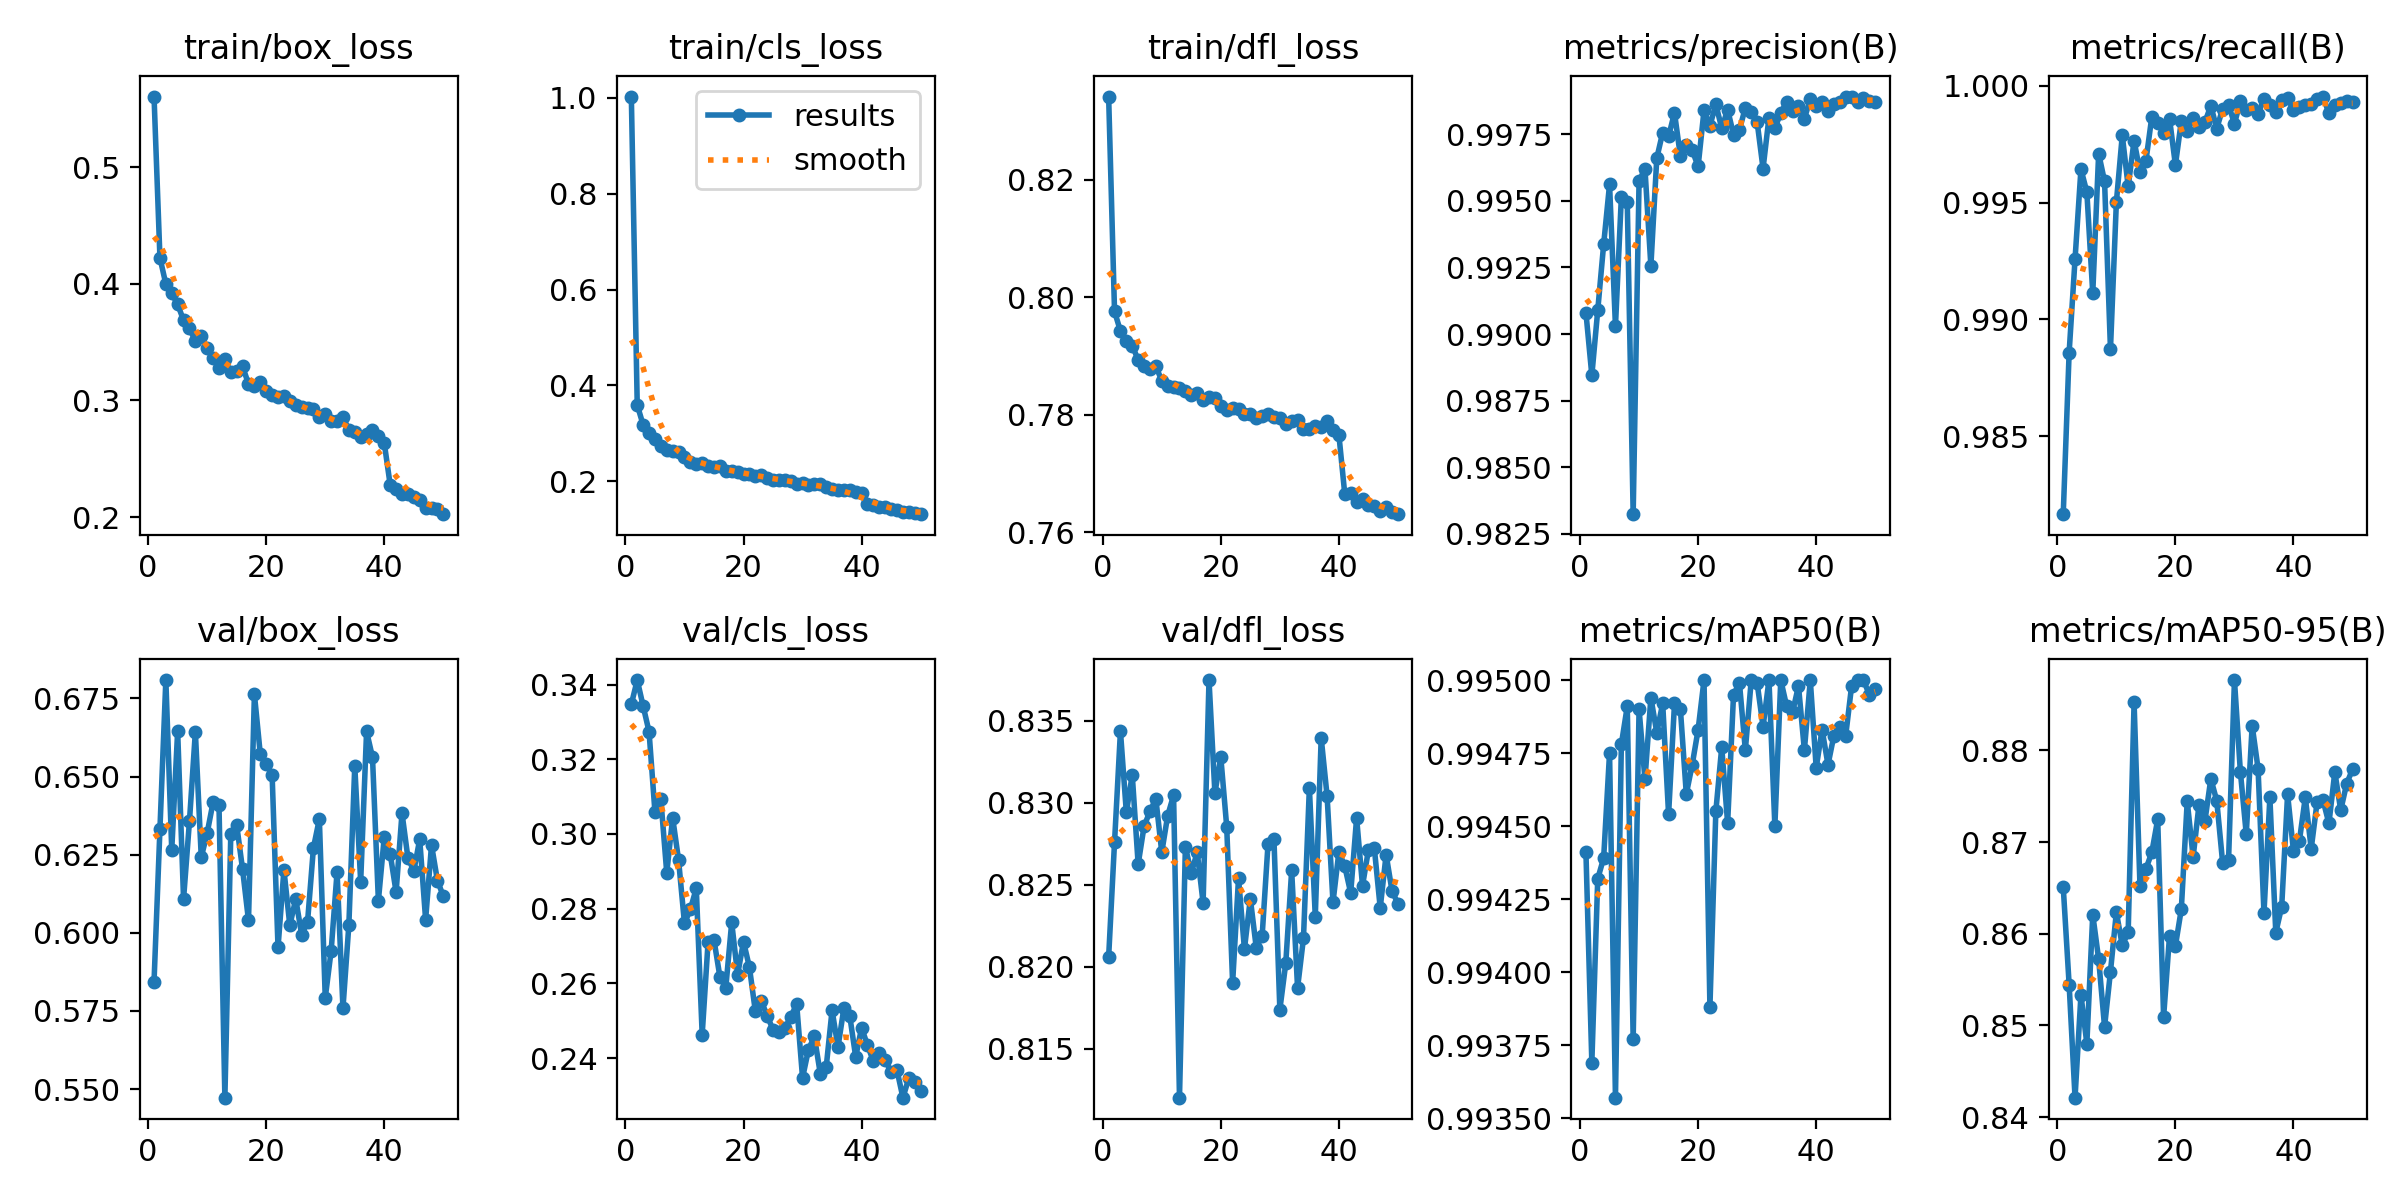 train/box_loss
0.5
0.4
0.3
0.2
0 20 40
train/cls_loss
results
smooth
1.0
0.8
0.6
0.4
0.2
0 20 40
train/dfl_loss
0.82
0.80
0.78
0.76
0 20 40
metrics/precision(B)
0.9975
0.9950
0.9925
0.9900
0.9875
0.9850
0.9825
0 20 40
metrics/recall(B)
1.000
0.995
0.990
0.985
0 20 40
val/box_loss
0.675
0.650
0.625
0.600
0.575
0.550
0 20 40
val/cls_loss
0.34
0.32
0.30
0.28
0.26
0.24
0 20 40
val/dfl_loss
0.835
0.830
0.825
0.820
0.815
0 20 40
metrics/mAP50(B)
0.99500
0.99475
0.99450
0.99425
0.99400
0.99375
0.99350
0 20 40
metrics/mAP50-95(B)
0.88
0.87
0.86
0.85
0.84
0 20 40